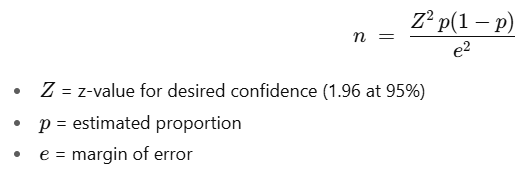 n = Z² p(1 − p) / e²
• Z = z-value for desired confidence (1.96 at 95%)
• p = estimated proportion
• e = margin of error